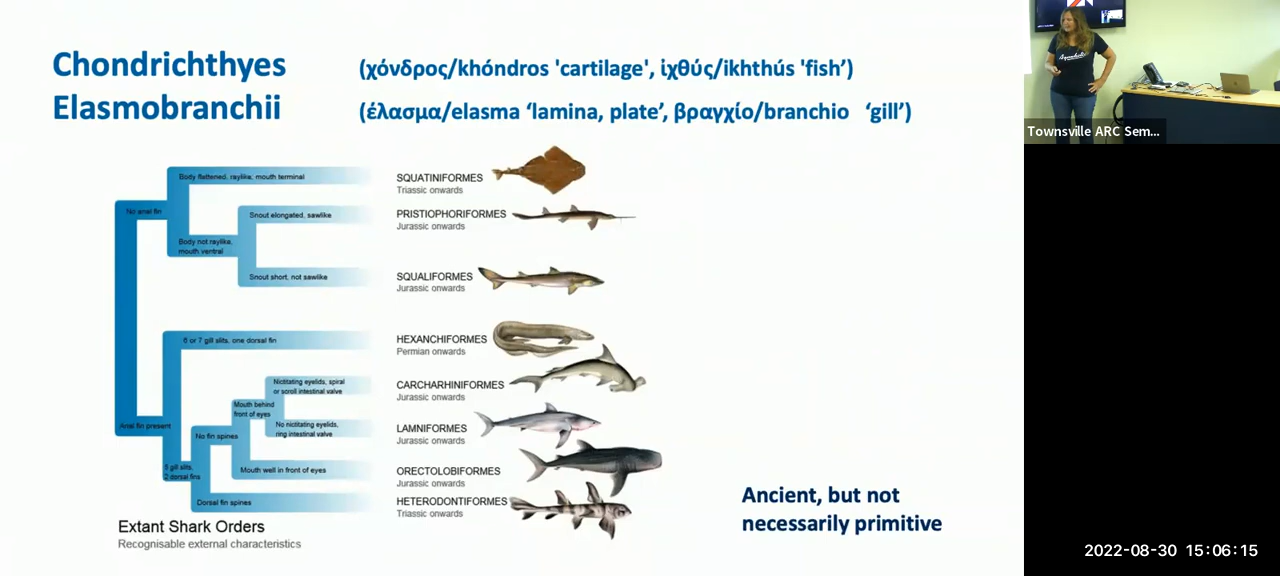 Chondrichthyes (χόνδρος/khóndros 'cartilage', ἰχθύς/ikhthús 'fish')
Elasmobranchii (έλασμα/elasma ‘lamina, plate’, βραγχίο/branchio ‘gill’)
Townsville ARC Sem...
Body flattened, raylike, mouth terminal
SQUATINIFORMES
Triassic onwards
No anal fin
Snout elongated, sawlike
PRISTIOPHORIFORMES
Jurassic onwards
Body not raylike,
mouth ventral
Snout short, not sawlike
SQUALIFORMES
Jurassic onwards
6 or 7 gill slits, one dorsal fin
HEXANCHIFORMES
Permian onwards
Nictitating eyelids, spiral
or scroll intestinal valve
CARCHARHINIFORMES
Jurassic onwards
Mouth behind
front of eyes
No nictitating eyelids,
ring intestinal valve
LAMNIFORMES
Jurassic onwards
Anal fin present
No fin spines
Mouth well in front of eyes
ORECTOLOBIFORMES
Jurassic onwards
5 gill slits,
2 dorsal fins
Dorsal fin spines
HETERODONTIFORMES
Triassic onwards
Ancient, but not
necessarily primitive
Extant Shark Orders
Recognisable external characteristics
2022-08-30 15:06:15